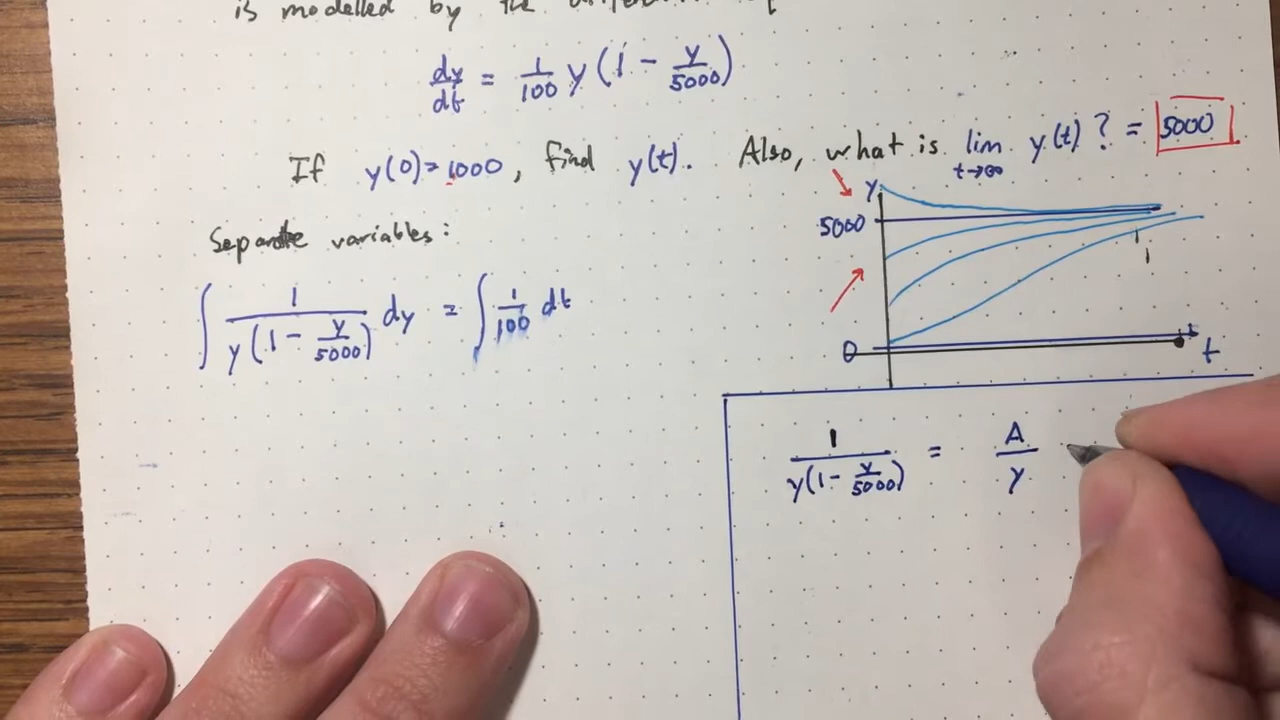 is modelled by the
dy/dt = 1/100 y (1 - y/5000)
If y(0)=1000, find y(t). Also, what is lim t→∞ y(t)? = 5000
Separate variables:
∫ 1/(y(1 - y/5000)) dy = ∫ 1/100 dt
y
5000
0
t
t
1/(y(1 - y/5000)) = A/y